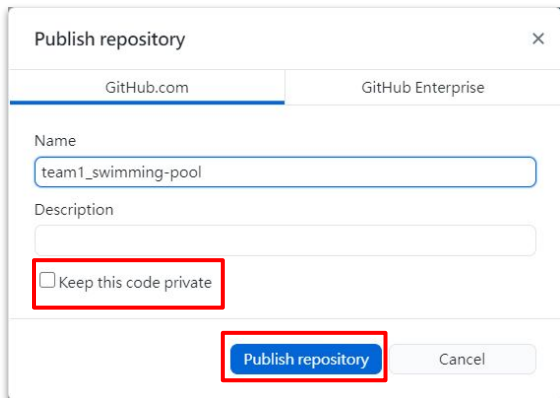 Publish repository
GitHub.com GitHub Enterprise
Name
team1_swimming-pool
Description
Keep this code private
Publish repository Cancel